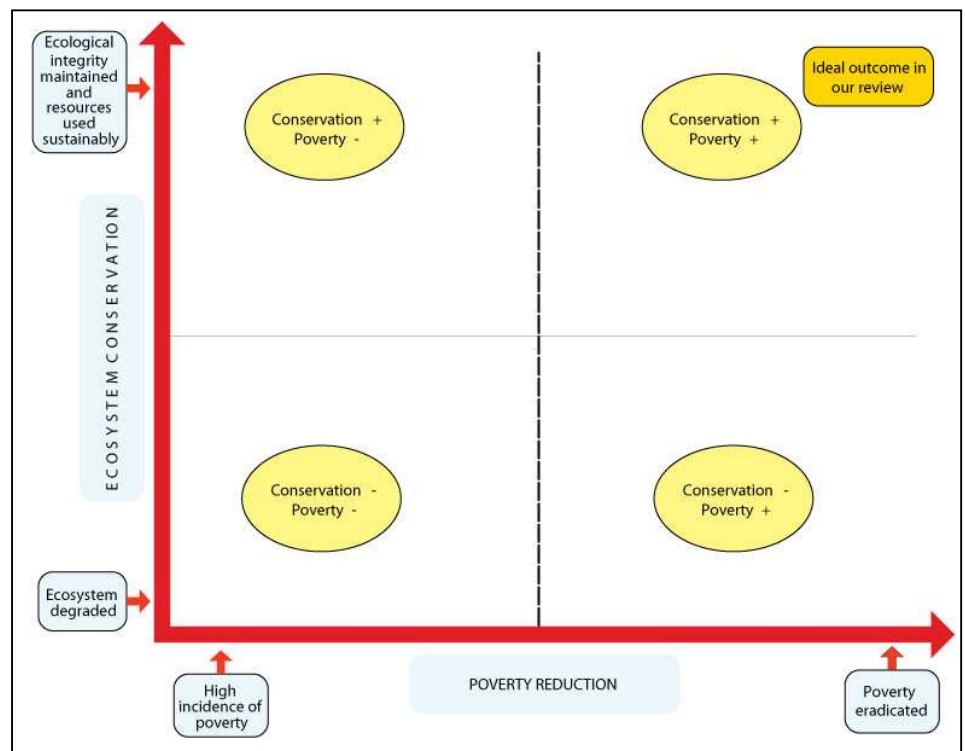 Ecological
integrity
maintained
and
resources
used
sustainably
Conservation +
Poverty -
Conservation +
Poverty +
Ideal outcome in
our review
ECOSYSTEM CONSERVATION
Conservation -
Poverty -
Conservation -
Poverty +
Ecosystem
degraded
High
incidence of
poverty
POVERTY REDUCTION
Poverty
eradicated